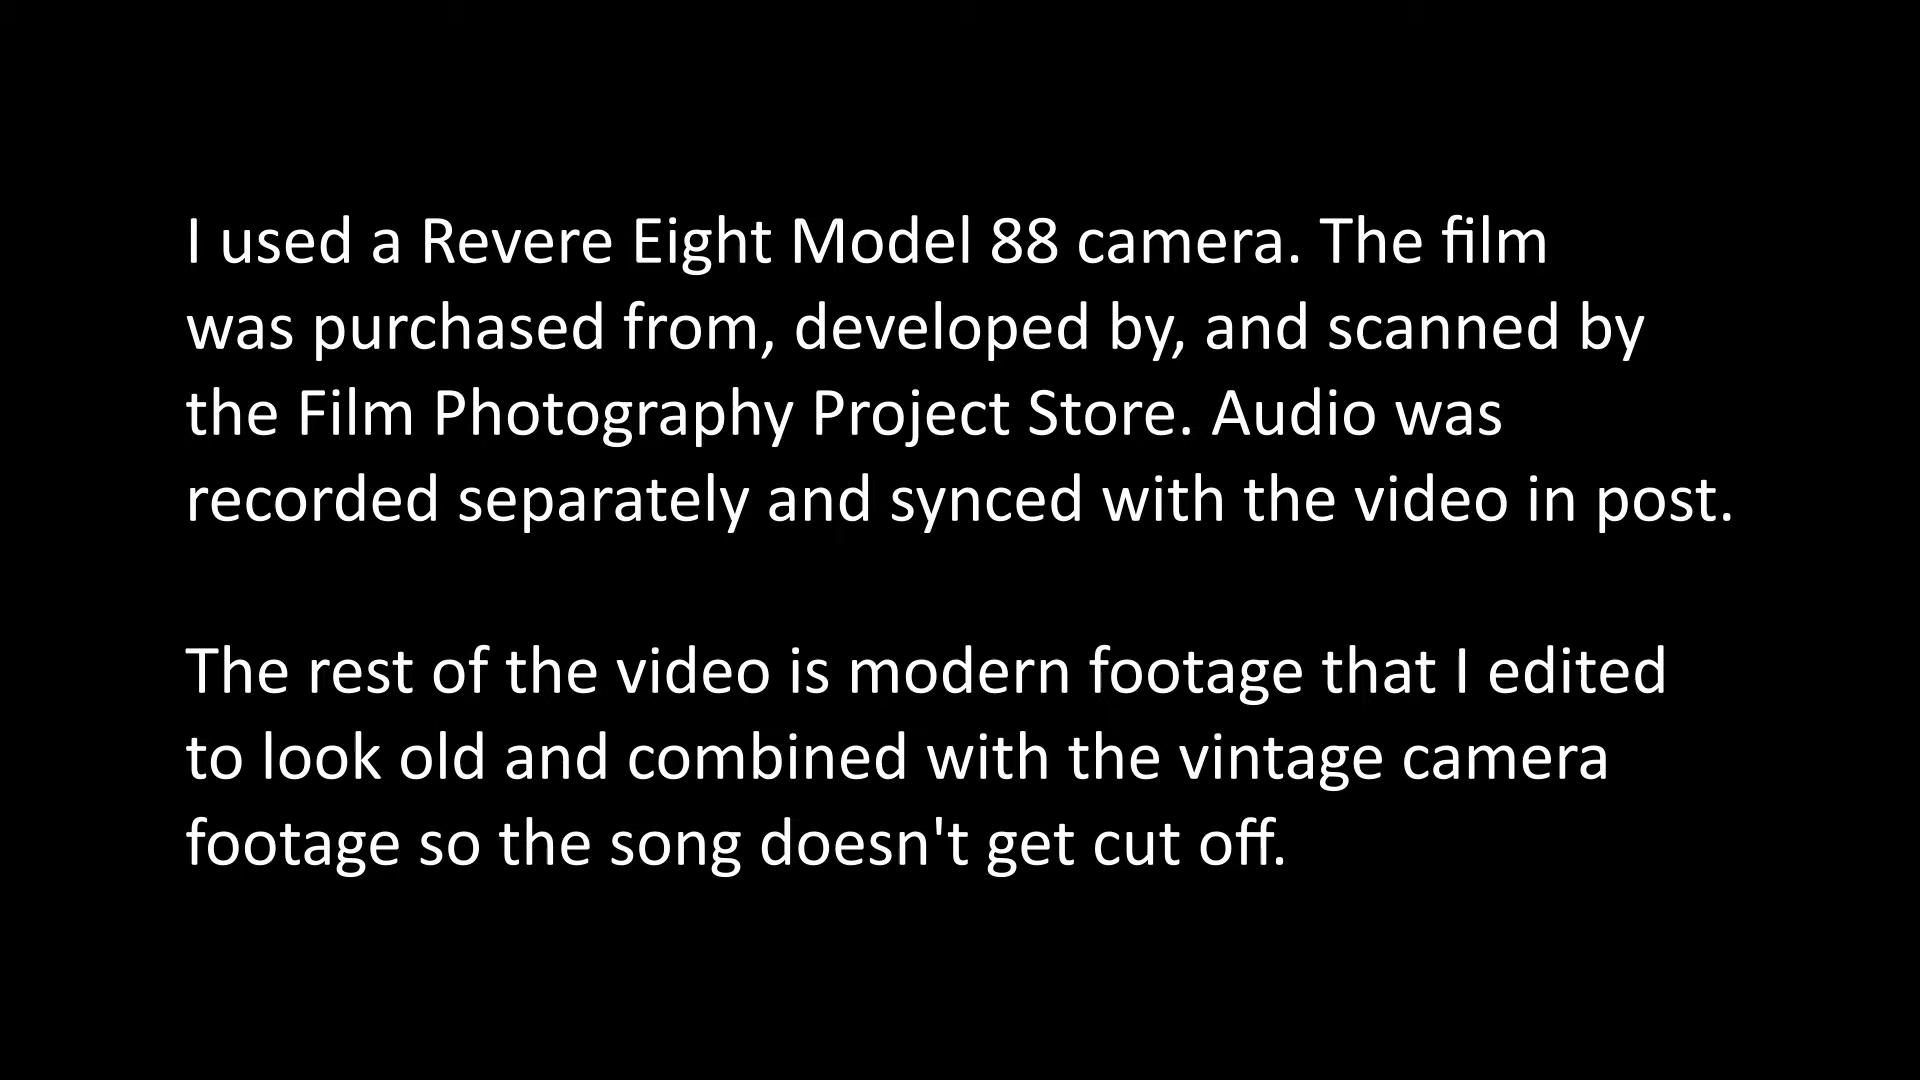 I used a Revere Eight Model 88 camera. The film
was purchased from, developed by, and scanned by
the Film Photography Project Store. Audio was
recorded separately and synced with the video in post.
The rest of the video is modern footage that I edited
to look old and combined with the vintage camera
footage so the song doesn't get cut off.